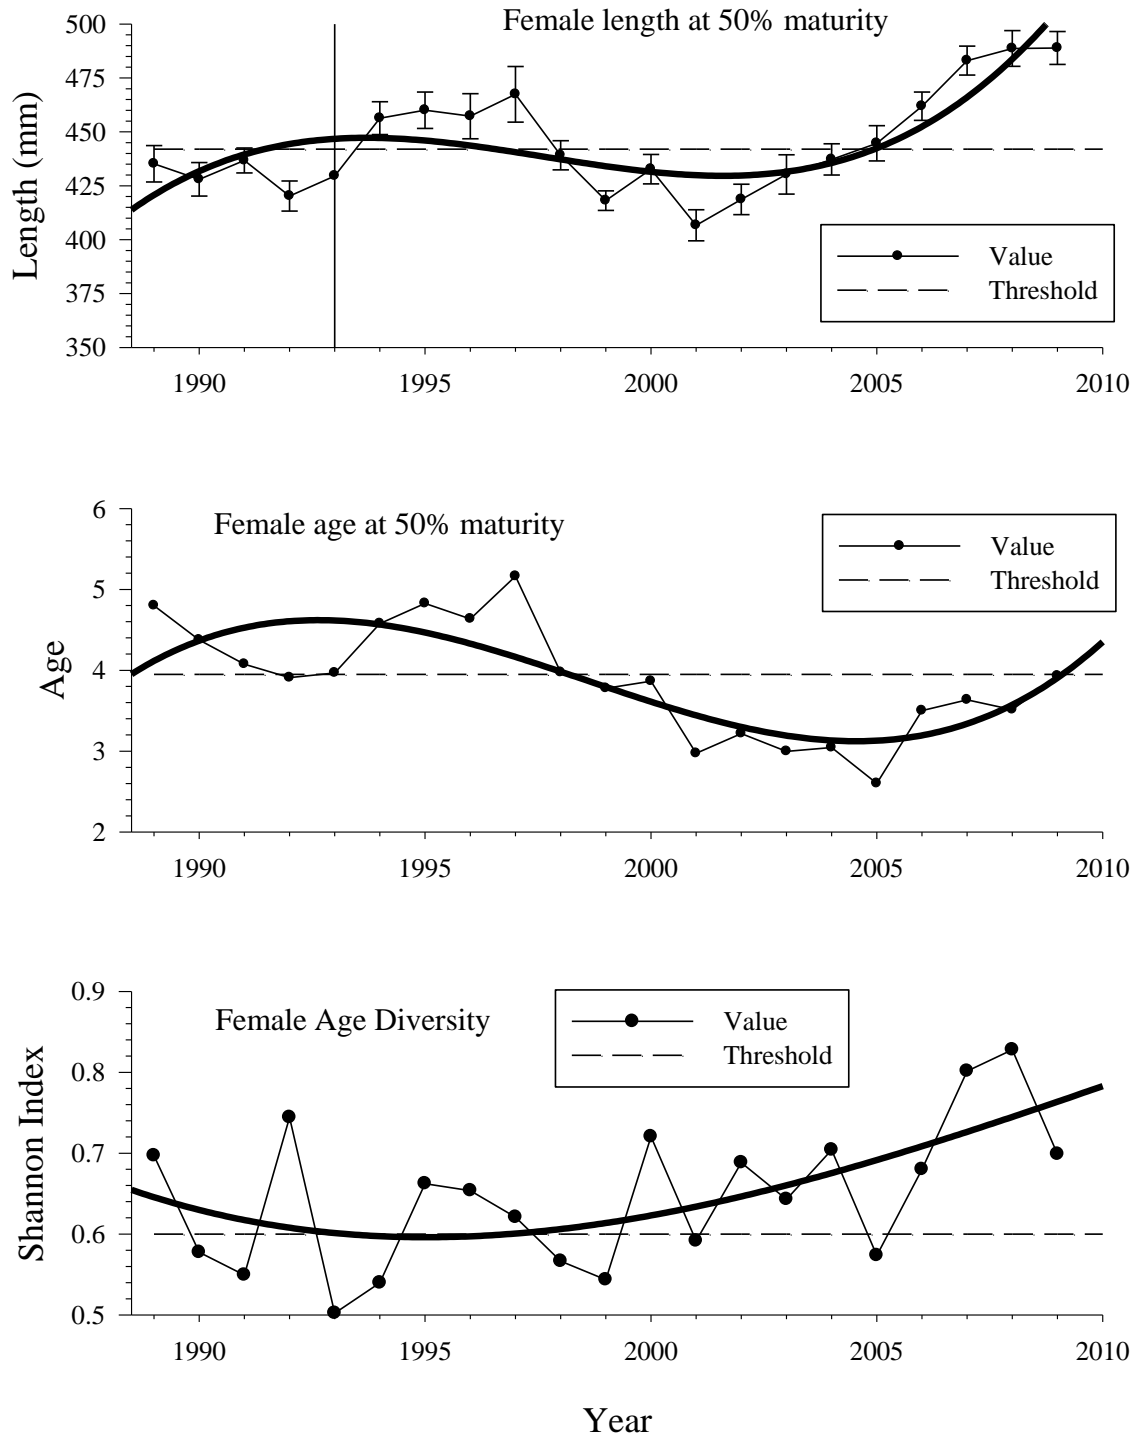 Female length at 50% maturity
500
475
450
425
400
375
350
Length (mm)
Value
Threshold
1990 1995 2000 2005 2010
Female age at 50% maturity
6
5
4
3
2
Age
Value
Threshold
1990 1995 2000 2005 2010
Female Age Diversity
0.9
0.8
0.7
0.6
0.5
Shannon Index
Value
Threshold
1990 1995 2000 2005 2010
Year